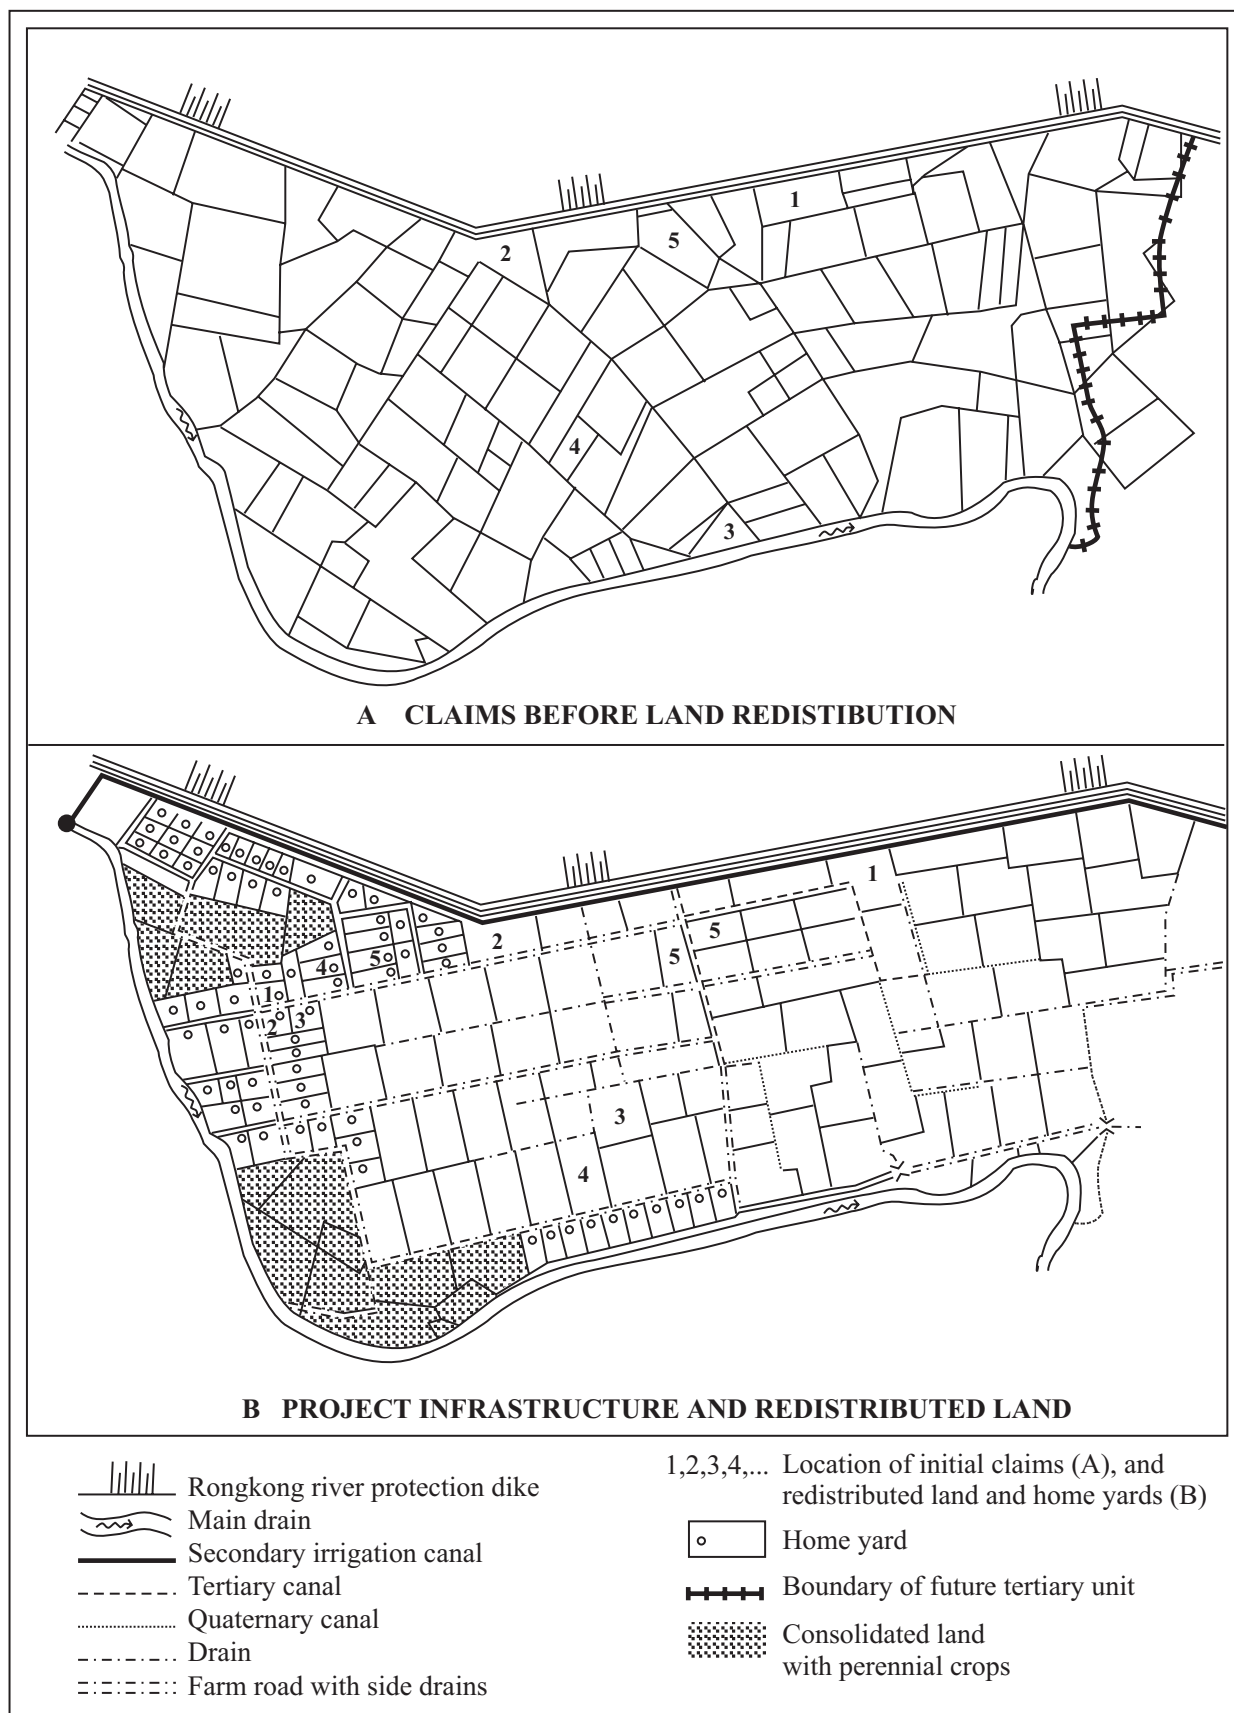 1
2
5
4
3
A CLAIMS BEFORE LAND REDISTIBUTION
1
2
5
5
4
5
1
2
3
3
4
B PROJECT INFRASTRUCTURE AND REDISTRIBUTED LAND
Rongkong river protection dike
Main drain
Secondary irrigation canal
Tertiary canal
Quaternary canal
Drain
Farm road with side drains
1,2,3,4,... Location of initial claims (A), and
redistributed land and home yards (B)
Home yard
Boundary of future tertiary unit
Consolidated land
with perennial crops